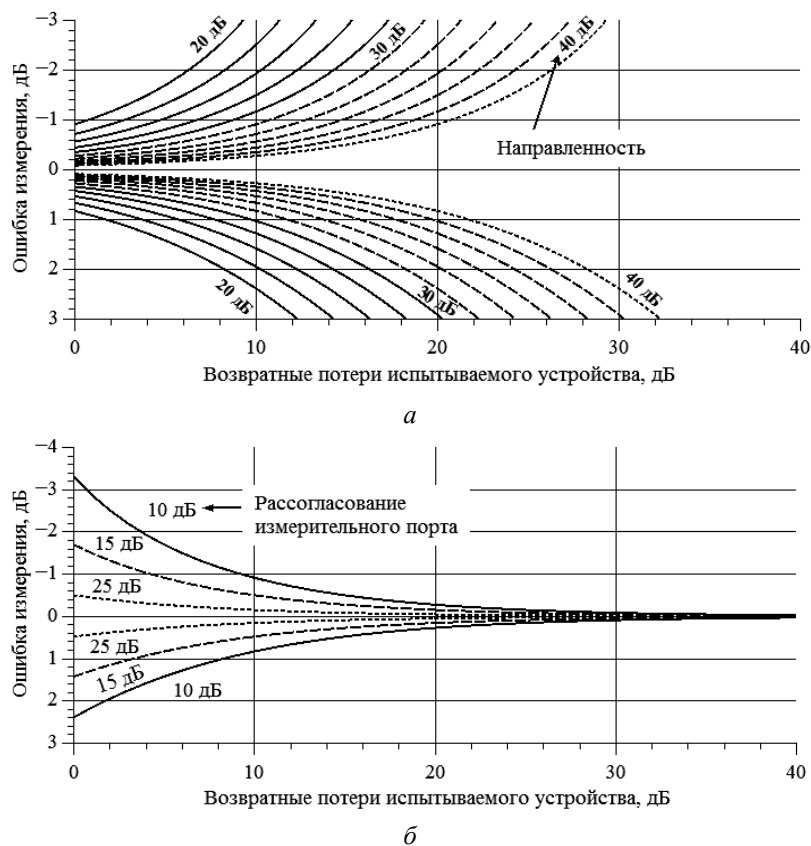 −3
−2
−1
0
1
2
3
Ошибка измерения, дБ
20 дБ
30 дБ
40 дБ
Направленность
20 дБ
30 дБ
40 дБ
0
10
20
30
40
Возвратные потери испытываемого устройства, дБ
а
−4
−3
−2
−1
0
1
2
3
Ошибка измерения, дБ
10 дБ
Рассогласование
измерительного порта
15 дБ
25 дБ
25 дБ
15 дБ
10 дБ
0
10
20
30
40
Возвратные потери испытываемого устройства, дБ
б